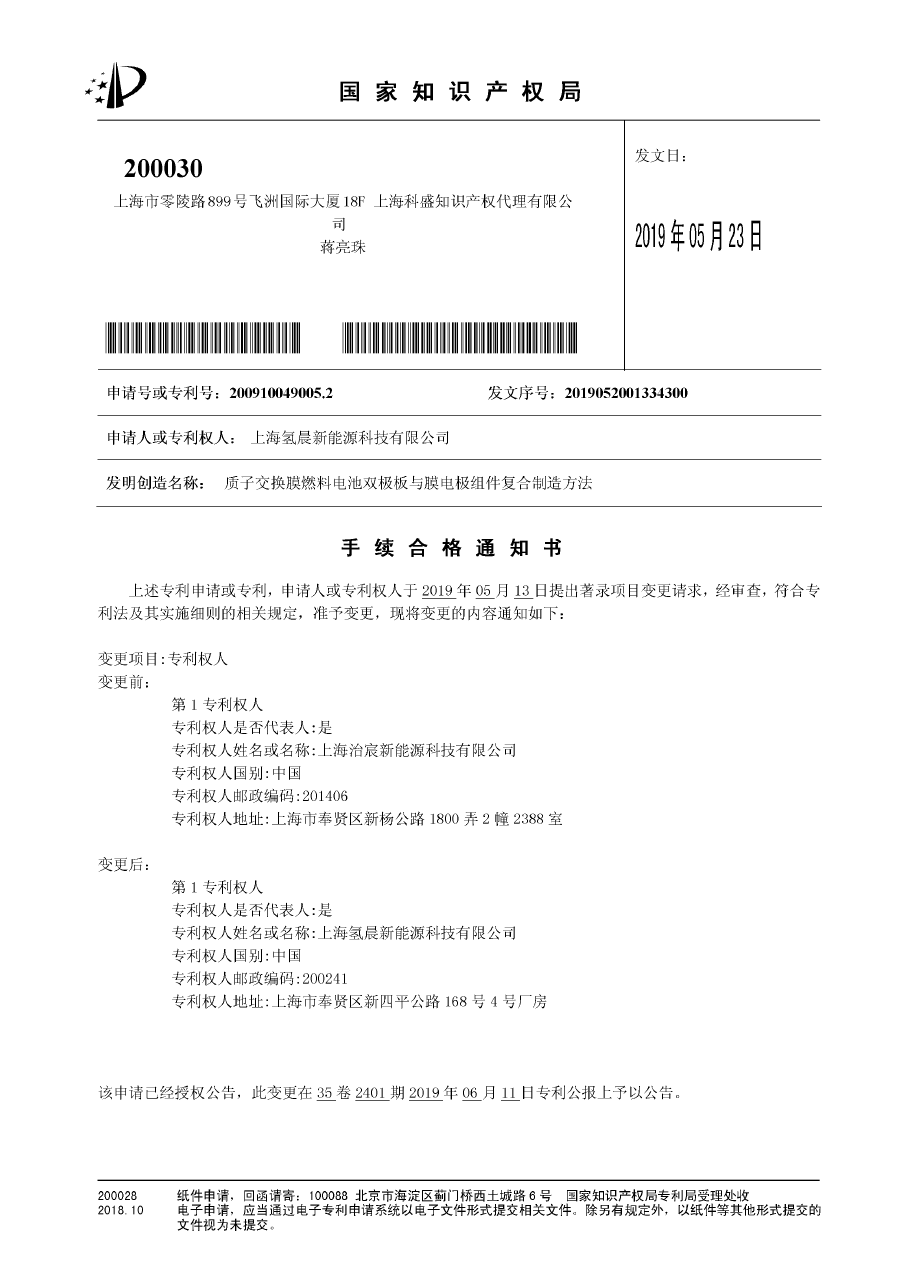 国家知识产权局
200030
上海市零陵路899号飞洲国际大厦18F 上海科盛知识产权代理有限公
司
蒋亮珠
发文日：
2019年05月23日
申请号或专利号：200910049005.2 发文序号：2019052001334300
申请人或专利权人： 上海氢晨新能源科技有限公司
发明创造名称： 质子交换膜燃料电池双极板与膜电极组件复合制造方法
手续合格通知书
上述专利申请或专利，申请人或专利权人于2019年05月13日提出著录项目变更请求，经审查，符合专
利法及其实施细则的相关规定，准予变更，现将变更的内容通知如下：
变更项目:专利权人
变更前：
第1专利权人
专利权人是否代表人:是
专利权人姓名或名称:上海治宸新能源科技有限公司
专利权人国别:中国
专利权人邮政编码:201406
专利权人地址:上海市奉贤区新杨公路1800弄2幢2388室
变更后：
第1专利权人
专利权人是否代表人:是
专利权人姓名或名称:上海氢晨新能源科技有限公司
专利权人国别:中国
专利权人邮政编码:200241
专利权人地址:上海市奉贤区新四平公路168号4号厂房
该申请已经授权公告，此变更在35卷2401期2019年06月11日专利公报上予以公告。
200028 纸件申请，回函请寄：100088 北京市海淀区蓟门桥西土城路6号 国家知识产权局专利局受理处收
2018.10 电子申请，应当通过电子专利申请系统以电子文件形式提交相关文件。除另有规定外，以纸件等其他形式提交的
文件视为未提交。